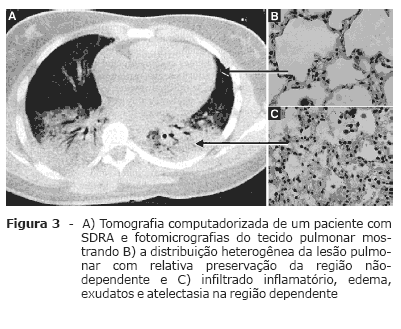 A
B
C
Figura 3 - A) Tomografia computadorizada de um paciente com
SDRA e fotomicrografias do tecido pulmonar mos-
trando B) a distribuição heterogênea da lesão pulmo-
nar com relativa preservação da região não-
dependente e C) infiltrado inflamatório, edema,
exudatos e atelectasia na região dependente